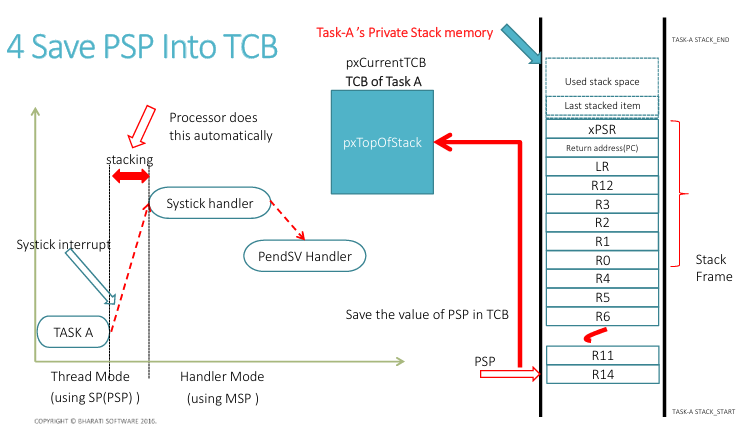 4 Save PSP Into TCB
Task-A 's Private Stack memory
TASK-A STACK_END
pxCurrentTCB
TCB of Task A
pxTopOfStack
Processor does
this automatically
stacking
Systick handler
Systick interrupt
PendSV Handler
TASK A
Thread Mode
(using SP(PSP) )
Handler Mode
(using MSP )
Save the value of PSP in TCB
PSP
Used stack space
Last stacked item
xPSR
Return address(PC)
LR
R12
R3
R2
R1
R0
R4
R5
R6
R11
R14
Stack
Frame
TASK-A STACK_START
COPYRIGHT © BHARATI SOFTWARE 2016.